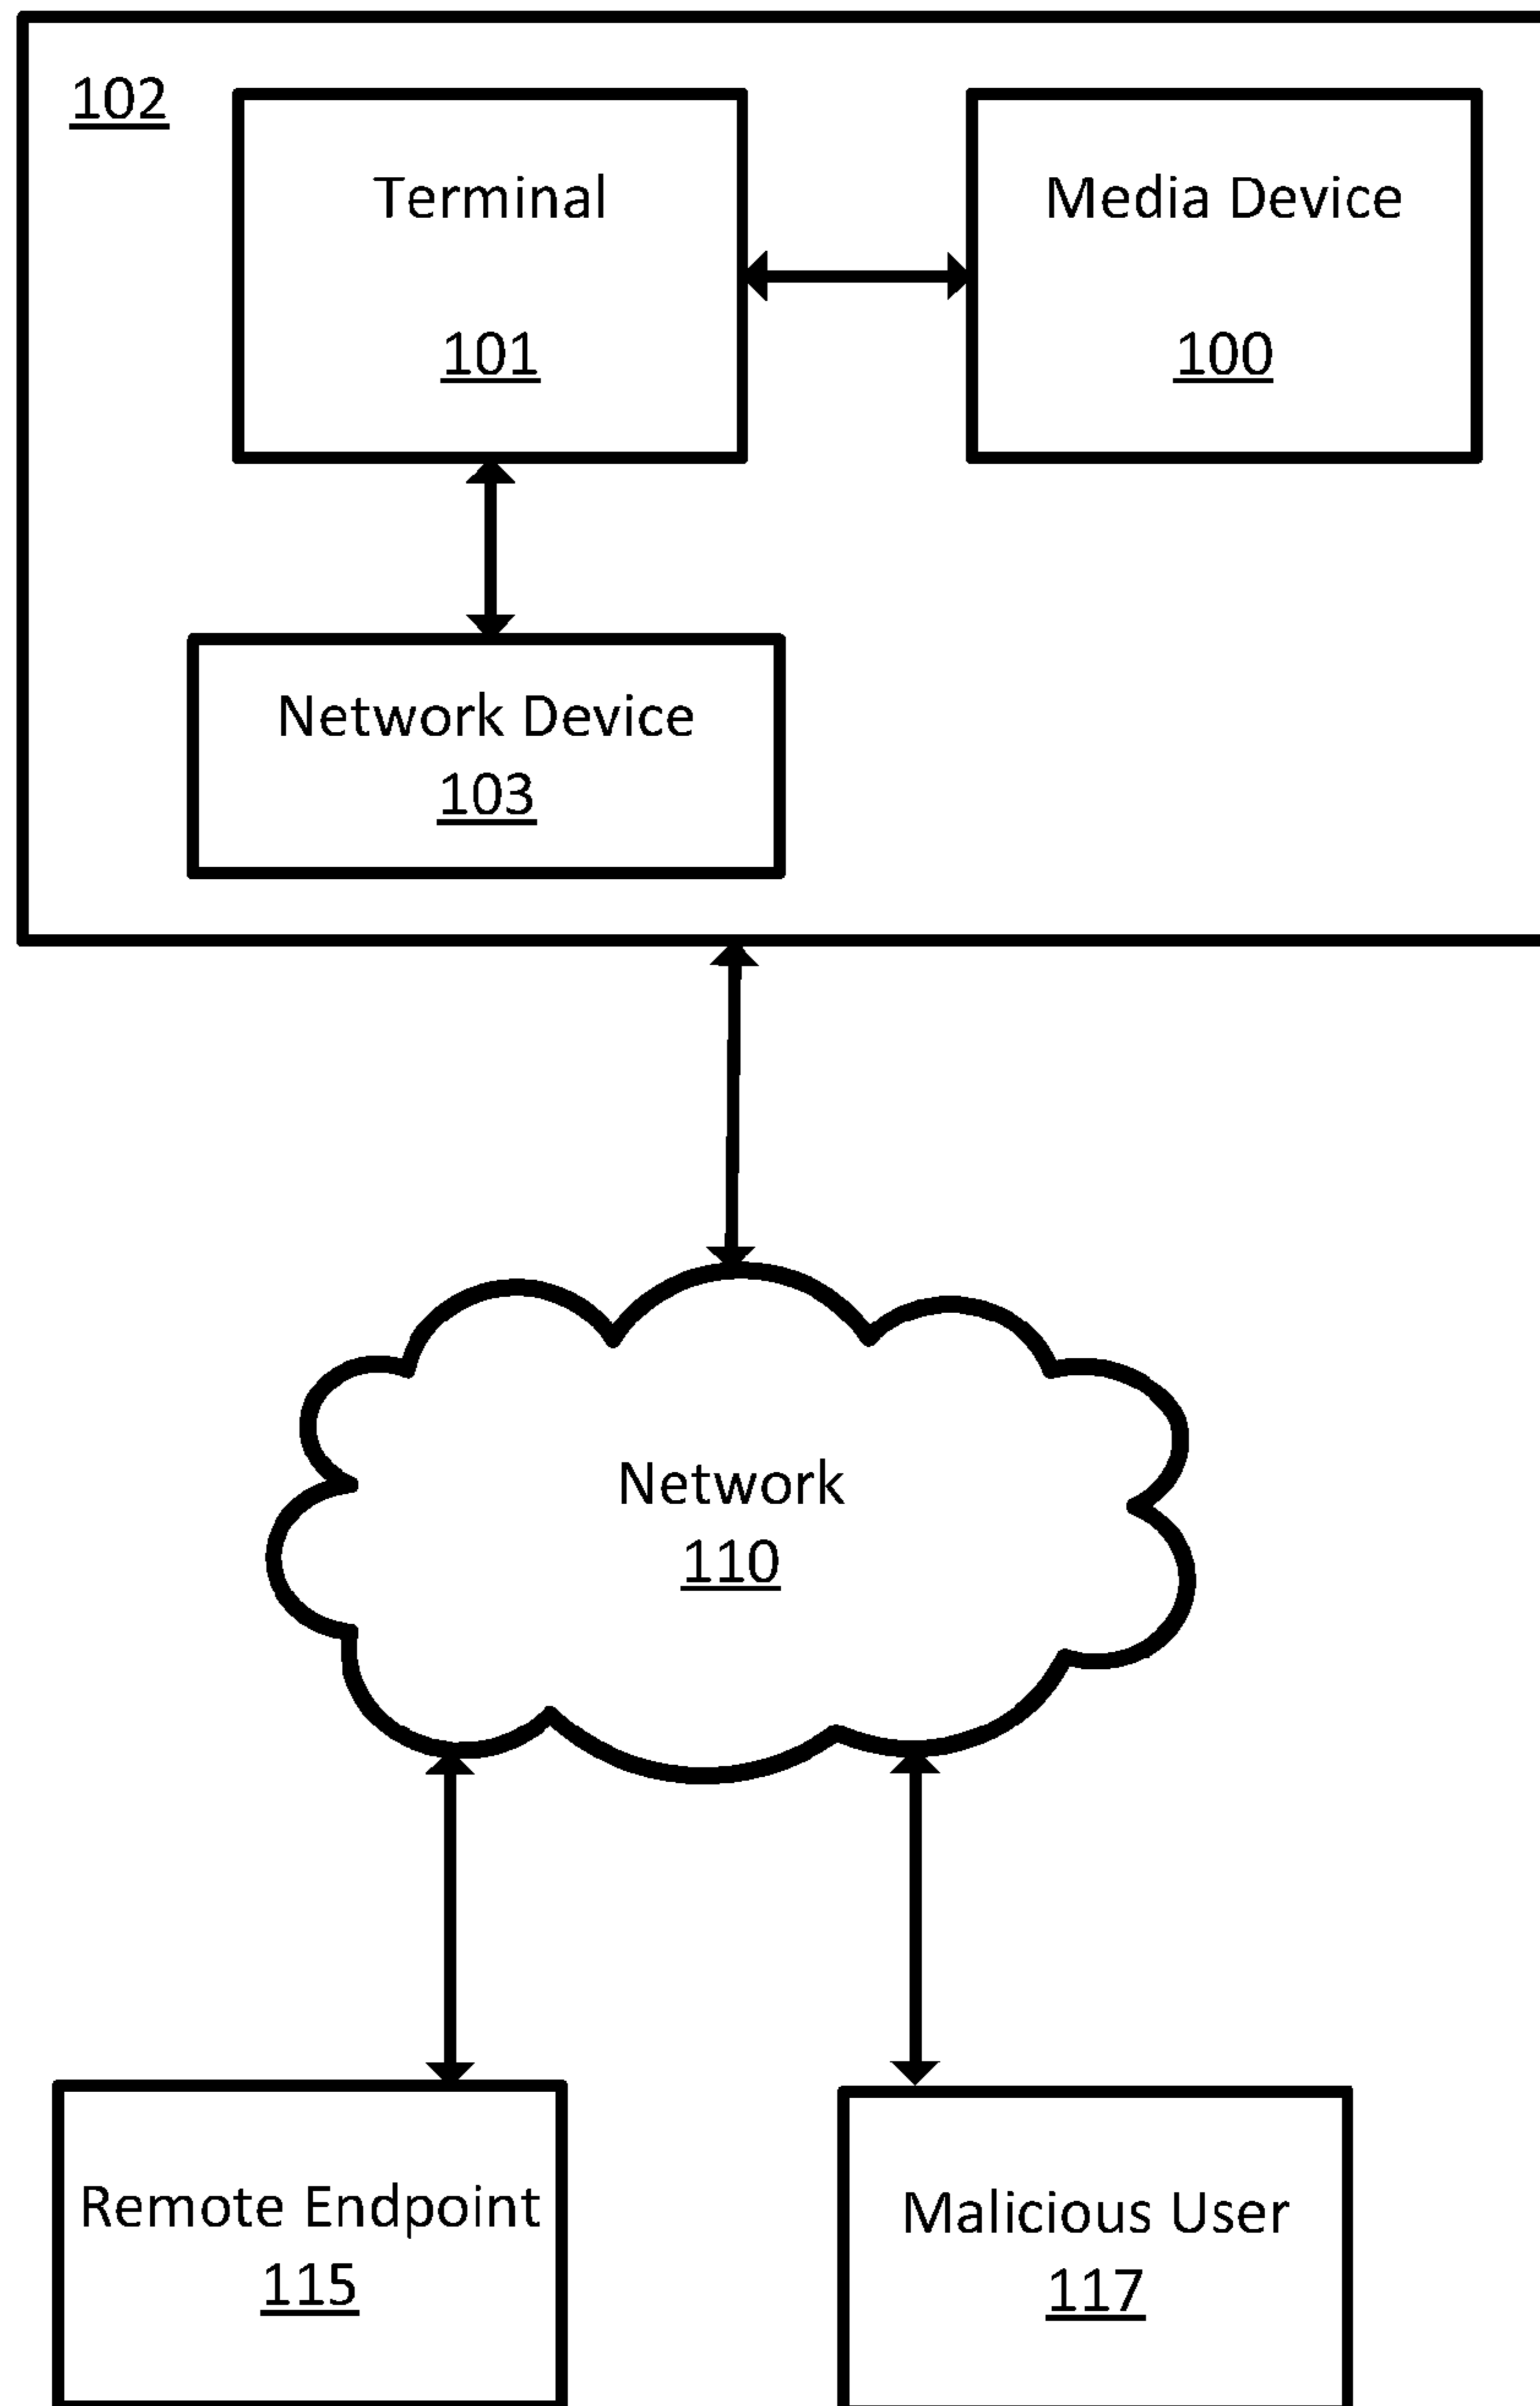 102
Terminal
101
Media Device
100
Network Device
103
Network
110
Remote Endpoint
115
Malicious User
117